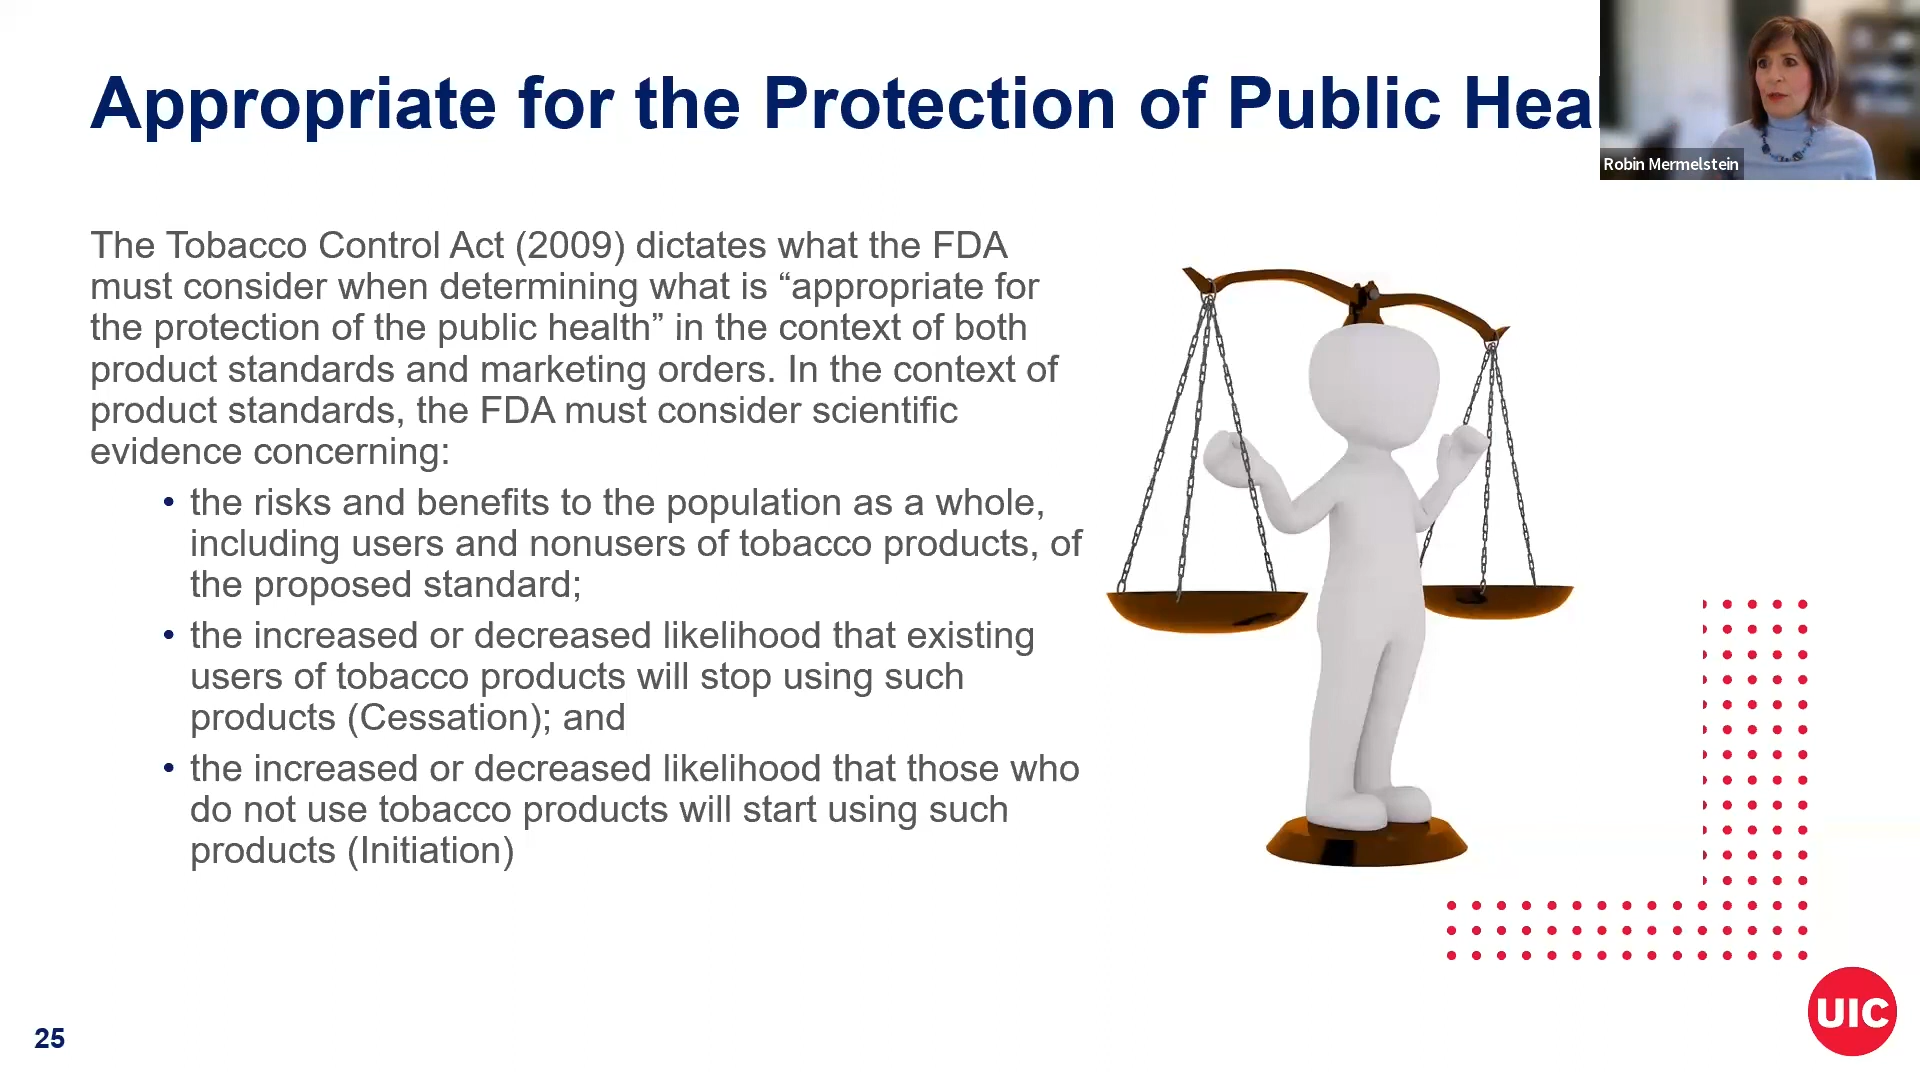 Appropriate for the Protection of Public Heal
Robin Mermelstein
The Tobacco Control Act (2009) dictates what the FDA
must consider when determining what is “appropriate for
the protection of the public health” in the context of both
product standards and marketing orders. In the context of
product standards, the FDA must consider scientific
evidence concerning:
• the risks and benefits to the population as a whole,
including users and nonusers of tobacco products, of
the proposed standard;
• the increased or decreased likelihood that existing
users of tobacco products will stop using such
products (Cessation); and
• the increased or decreased likelihood that those who
do not use tobacco products will start using such
products (Initiation)
25
UIC